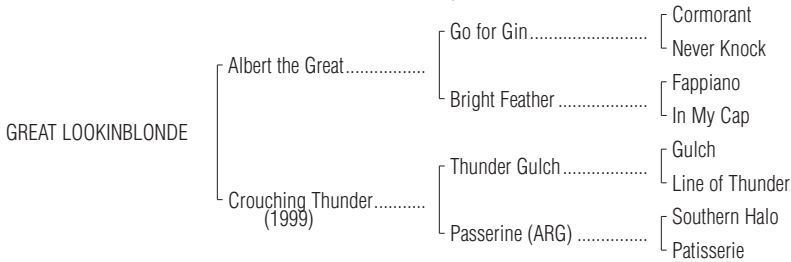 Cormorant
Go for Gin........................
Never Knock
Albert the Great.................
Fappiano
Bright Feather ...................
In My Cap
GREAT LOOKINBLONDE
Gulch
Thunder Gulch..................
Line of Thunder
Crouching Thunder...........
(1999)
Southern Halo
Passerine (ARG) ...............
Patisserie